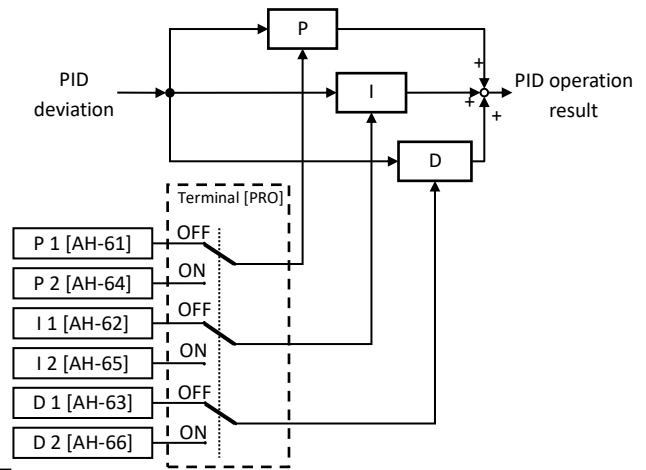 P
+
PID
deviation
I
+
+
PID operation
result
D
Terminal [PRO]
P 1 [AH-61]
OFF
P 2 [AH-64]
ON
I 1 [AH-62]
OFF
I 2 [AH-65]
ON
D 1 [AH-63]
OFF
D 2 [AH-66]
ON